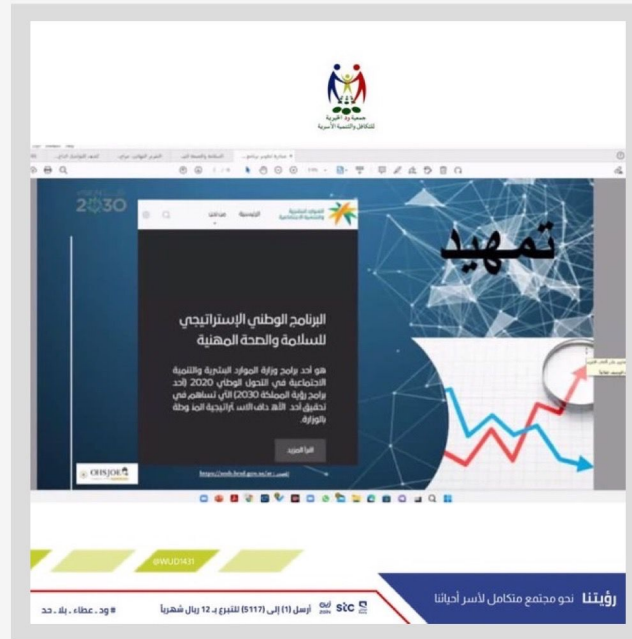 جمعية ود الخيرية
للتكافل والتنمية الأسرية
2030
الرئيسية
من نحن
الموارد البشرية
والتنمية الاجتماعية
تمهيد
البرنامج الوطني الإستراتيجي
للسلامة والصحة المهنية
هو أحد برامج وزارة الموارد البشرية والتنمية
الاجتماعية في التحول الوطني 2020 (أحد
برامج رؤية المملكة 2030) التي تساهم في
تحقيق أحد الأهداف الاستراتيجية المنوطة
بالوزارة.
اقرأ المزيد
OHSJOE
@WUD1431
رؤيتنا نحو مجتمع متكامل لأسر أحيائنا
stc أرسل (1) إلى (5117) للتبرع بـ 12 ريال شهرياً
# ود . عطاء . بلا . حد